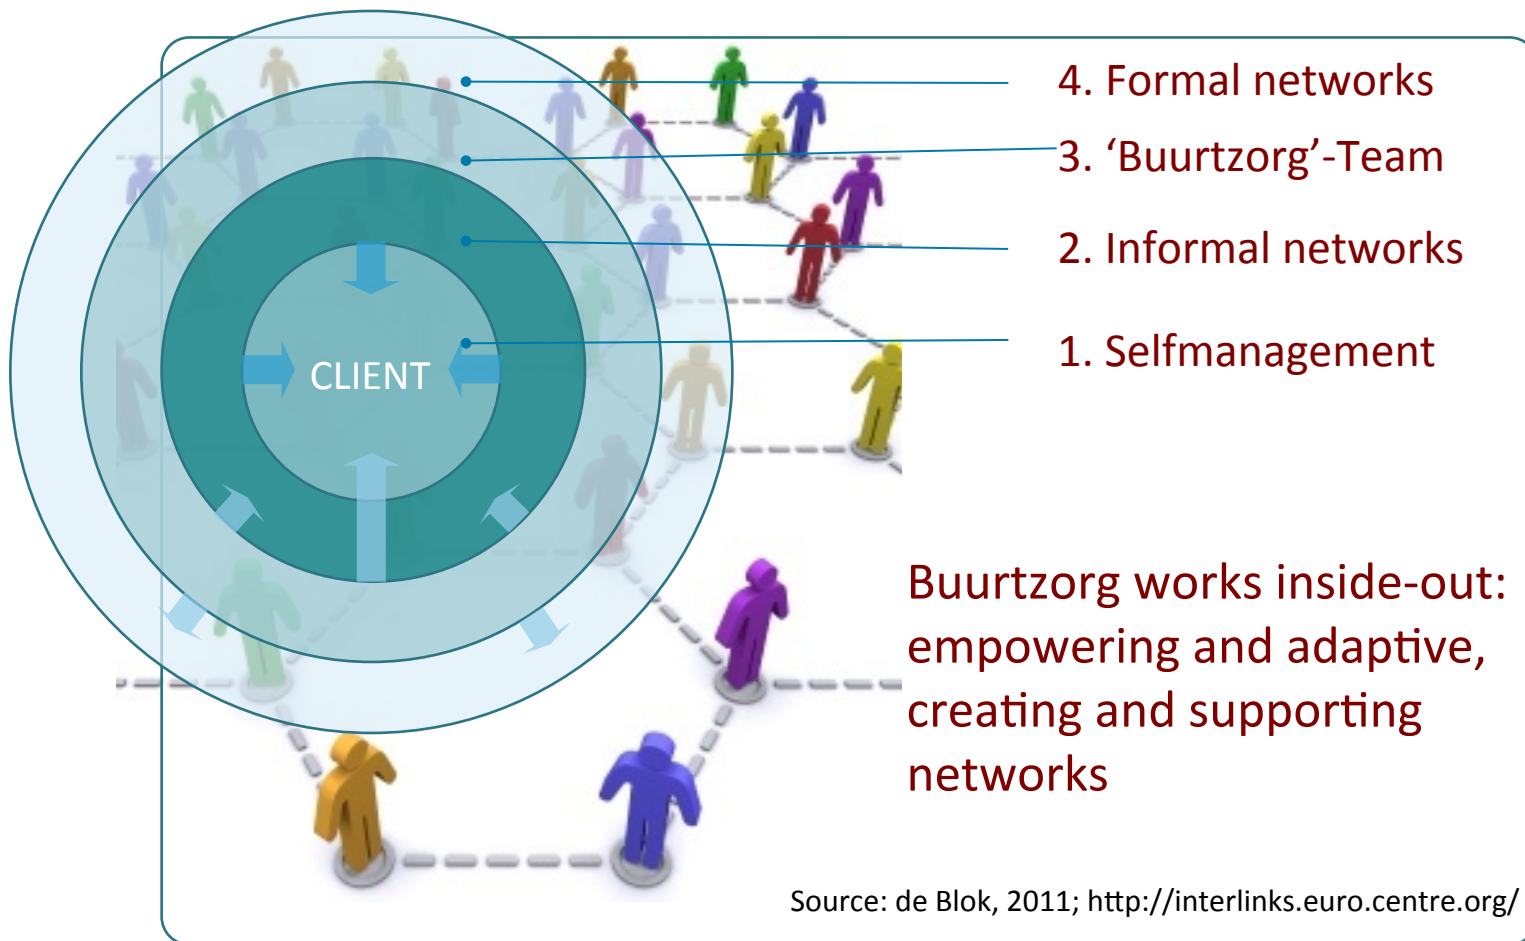 4. Formal networks
3. ‘Buurtzorg’-Team
2. Informal networks
1. Selfmanagement
CLIENT
Buurtzorg works inside-out:
empowering and adaptive,
creating and supporting
networks
Source: de Blok, 2011; http://interlinks.euro.centre.org/